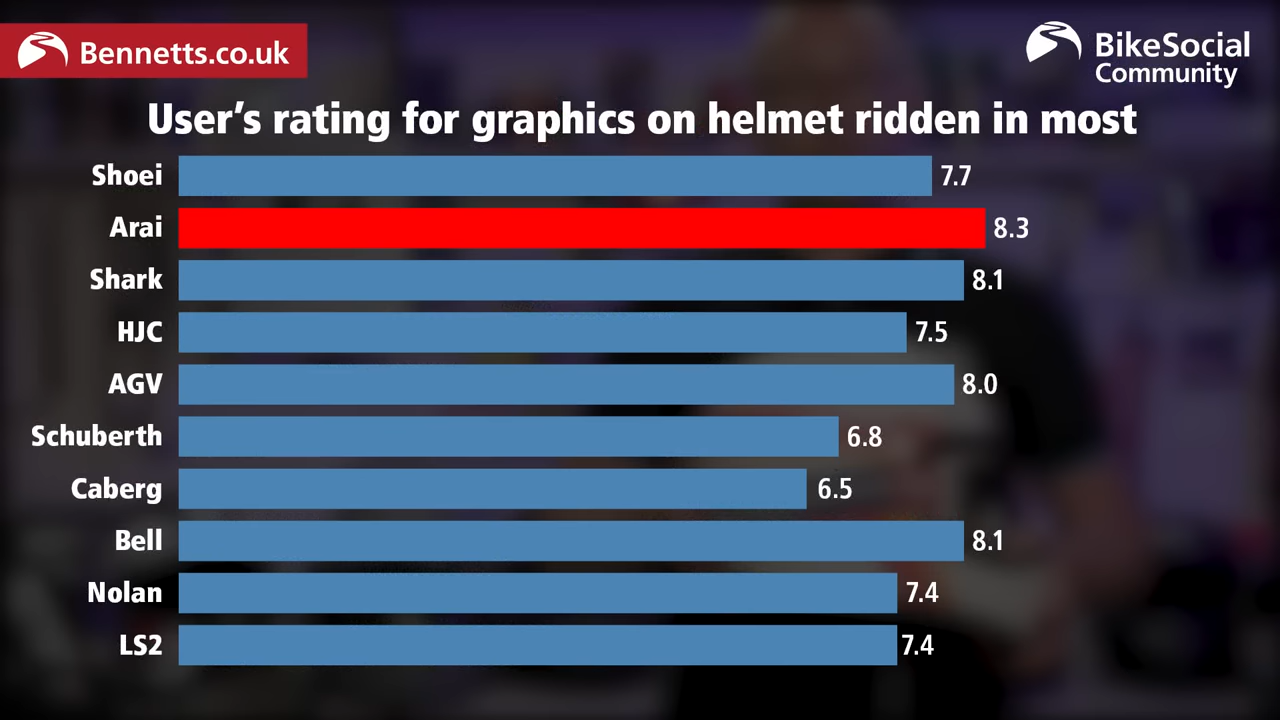 Bennetts.co.uk
BikeSocial
Community
User's rating for graphics on helmet ridden in most
Shoei 7.7
Arai 8.3
Shark 8.1
HJC 7.5
AGV 8.0
Schuberth 6.8
Caberg 6.5
Bell 8.1
Nolan 7.4
LS2 7.4